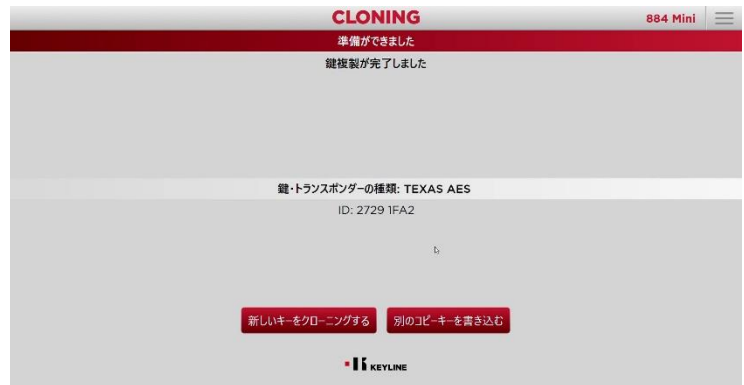 CLONING
884 Mini
準備ができました
鍵複製が完了しました
鍵・トランスポンダーの種類: TEXAS AES
ID: 2729 1FA2
新しいキーをクローニングする
別のコピーキーを書き込む
KEYLINE